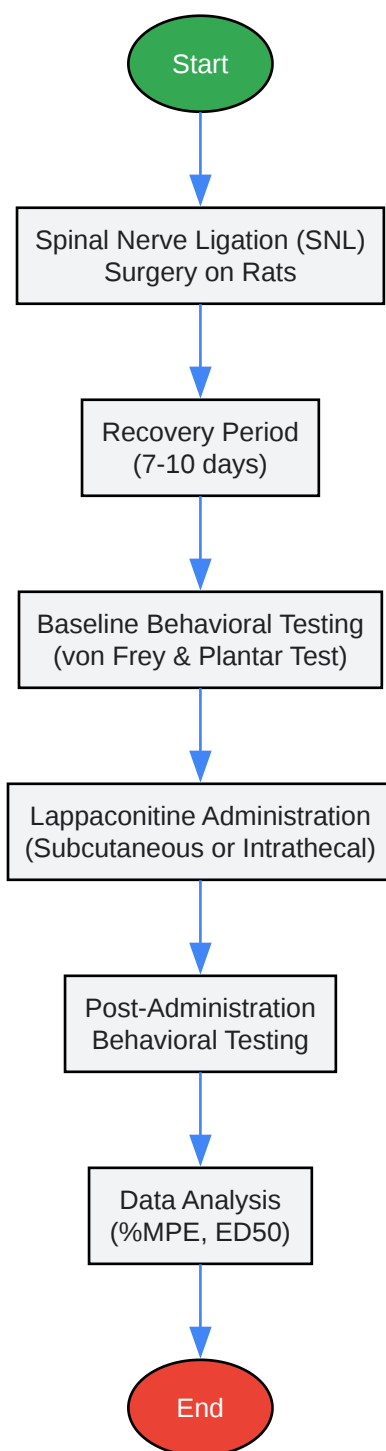 Start
Spinal Nerve Ligation (SNL)
Surgery on Rats
Recovery Period
(7-10 days)
Baseline Behavioral Testing
(von Frey & Plantar Test)
Lappaconitine Administration
(Subcutaneous or Intrathecal)
Post-Administration
Behavioral Testing
Data Analysis
(%MPE, ED50)
End